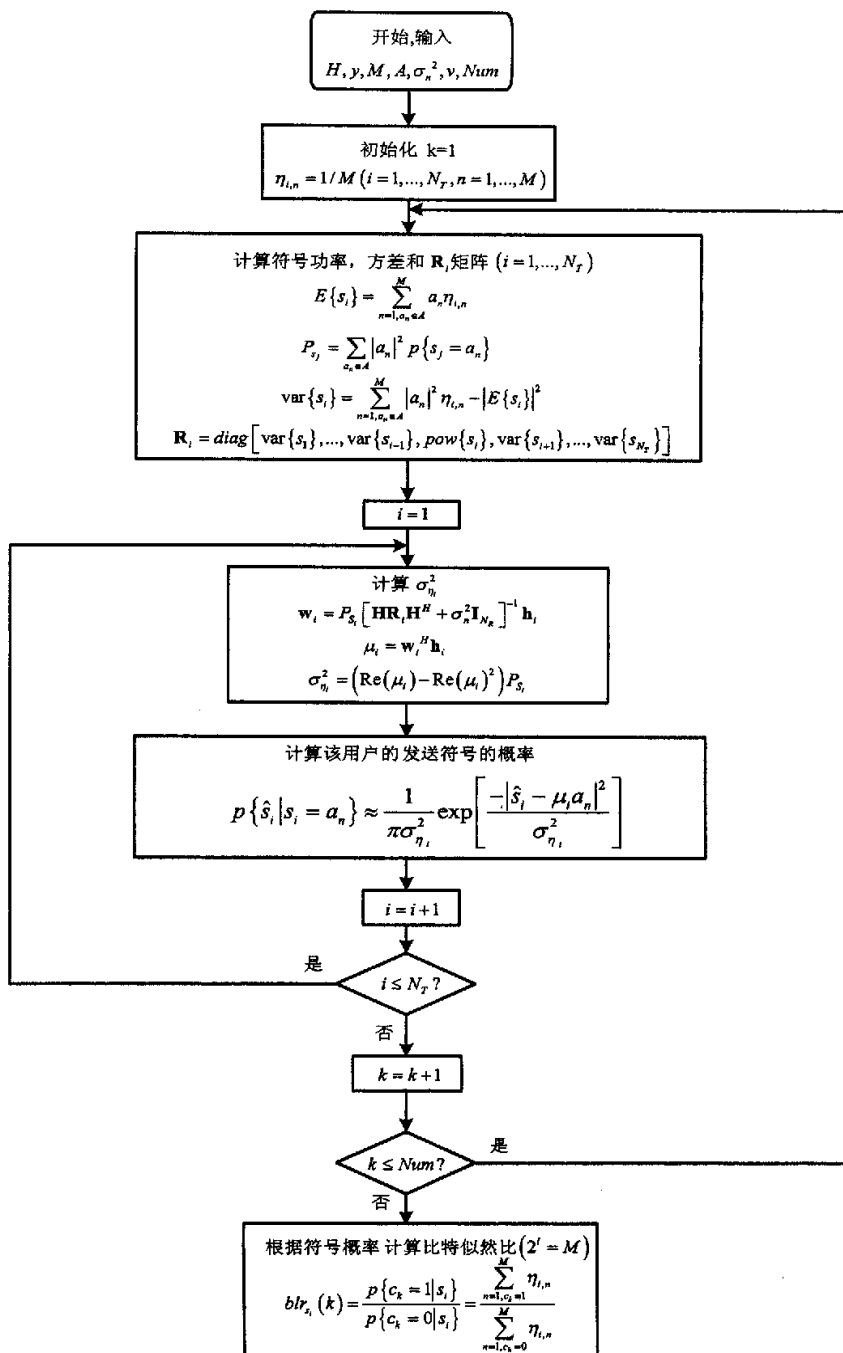 开始,输入
H, y, M, A, σ_n^2, v, Num
初始化 k=1
η_{i,n} = 1/M (i = 1,..., N_T, n = 1,..., M)
计算符号功率，方差和 R_i 矩阵 (i = 1,..., N_T)
E{s_i} = ∑_{n=1,a_n∈A}^{M} a_n η_{i,n}
P_{s_j} = ∑_{a_n∈A} |a_n|^2 p{s_j = a_n}
var{s_i} = ∑_{n=1,a_n∈A}^{M} |a_n|^2 η_{i,n} − |E{s_i}|^2
R_i = diag[var{s_1},..., var{s_{i−1}}, pow{s_i}, var{s_{i+1}},..., var{s_{N_T}}]
i = 1
计算 σ_{η_i}^2
w_i = P_{S_i} [HR_iH^H + σ_n^2 I_{N_R}]^{−1} h_i
μ_i = w_i^H h_i
σ_{η_i}^2 = (Re(μ_i) − Re(μ_i)^2) P_{S_i}
计算该用户的发送符号的概率
p{ŝ_i|s_i = a_n} ≈ 1/(πσ_{η_i}^2) exp[−|ŝ_i − μ_i a_n|^2/σ_{η_i}^2]
i = i + 1
是
i ≤ N_T ?
否
k = k + 1
是
k ≤ Num ?
否
根据符号概率 计算比特似然比 (2^l = M)
blr_{s_i}(k) = p{c_k = 1|s_i}/p{c_k = 0|s_i} = ∑_{n=1,c_k=1}^{M} η_{i,n}/∑_{n=1,c_k=0}^{M} η_{i,n}